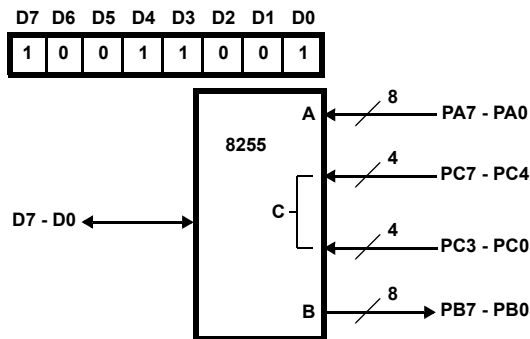 D7 D6 D5 D4 D3 D2 D1 D0
1 0 0 1 1 0 0 1
A 8 PA7 - PA0
8255
4 PC7 - PC4
C
D7 - D0
4 PC3 - PC0
B 8 PB7 - PB0